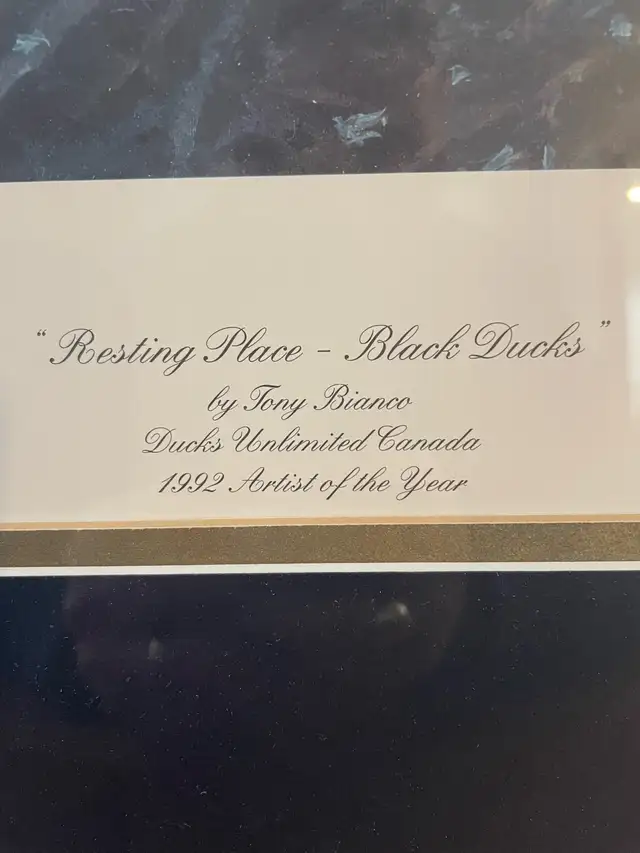 "Resting Place - Black Ducks"
by Tony Bianco
Ducks Unlimited Canada
1992 Artist of the Year